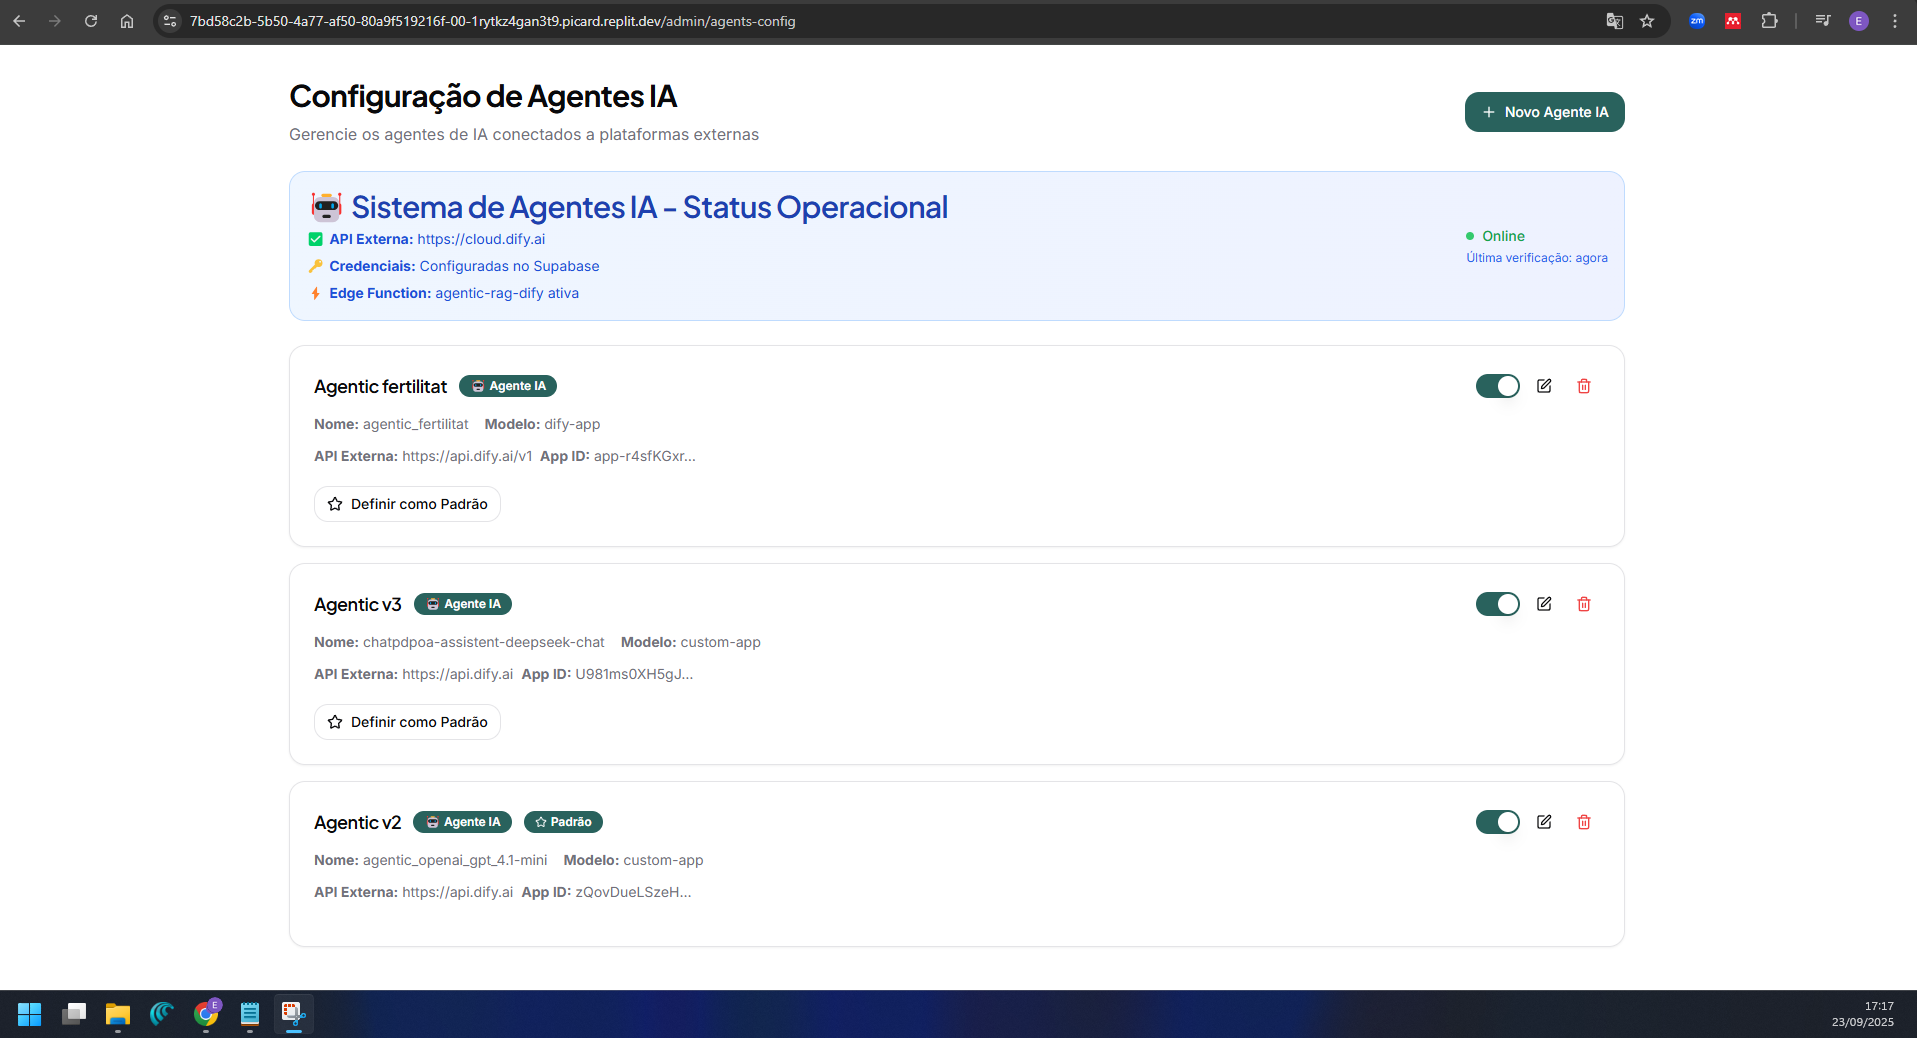 7bd58c2b-5b50-4a77-af50-80a9f519216f-00-1rytkz4gan3t9.picard.replit.dev/admin/agents-config
zm
E
Configuração de Agentes IA
Gerencie os agentes de IA conectados a plataformas externas
+ Novo Agente IA
Sistema de Agentes IA - Status Operacional
API Externa: https://cloud.dify.ai
Credenciais: Configuradas no Supabase
Edge Function: agentic-rag-dify ativa
Online
Última verificação: agora
Agentic fertilitat Agente IA
Nome: agentic_fertilitat Modelo: dify-app
API Externa: https://api.dify.ai/v1 App ID: app-r4sfKGxr...
Definir como Padrão
Agentic v3 Agente IA
Nome: chatpdpoa-assistent-deepseek-chat Modelo: custom-app
API Externa: https://api.dify.ai App ID: U981ms0XH5gJ...
Definir como Padrão
Agentic v2 Agente IA Padrão
Nome: agentic_openai_gpt_4.1-mini Modelo: custom-app
API Externa: https://api.dify.ai App ID: zQovDueLSzeH...
E
17:17
23/09/2025